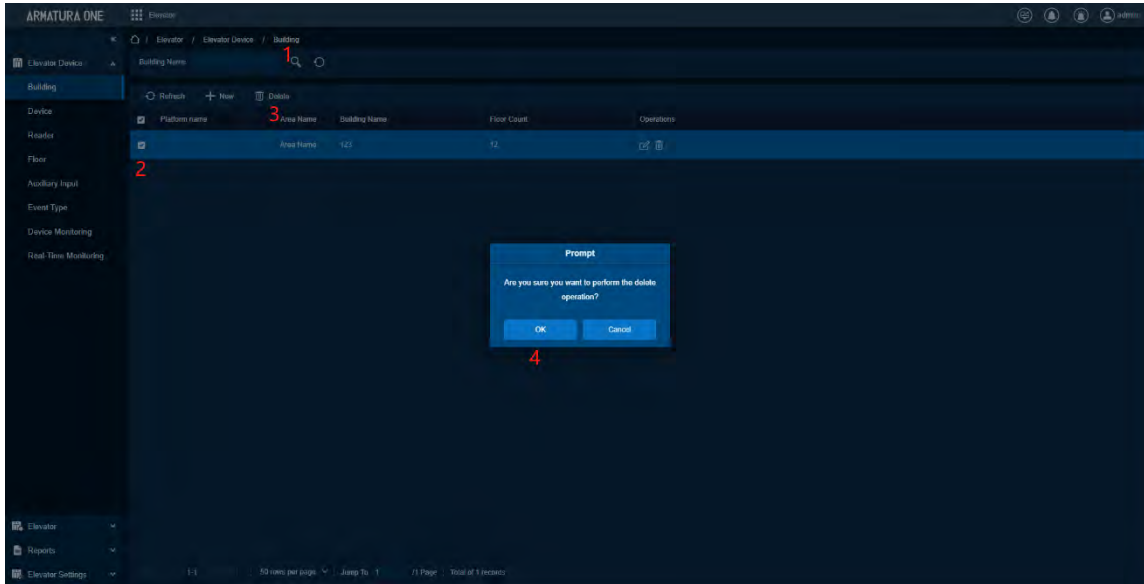 ARMATURA ONE
Elevator
admin
/ Elevator / Elevator Device / Building
1
Elevator Device
Building Name
Building
Refresh New Delete
3
Device
Platform name Area Name Building Name Floor Count Operations
Reader
Area Name 123 12
2
Floor
Auxiliary Input
Event Type
Device Monitoring
Real-Time Monitoring
Prompt
Are you sure you want to perform the delete
operation?
OK Cancel
4
Elevator
Reports
Elevator Settings
1-1 50 rows per page Jump To 1 /1 Page Total of 1 records